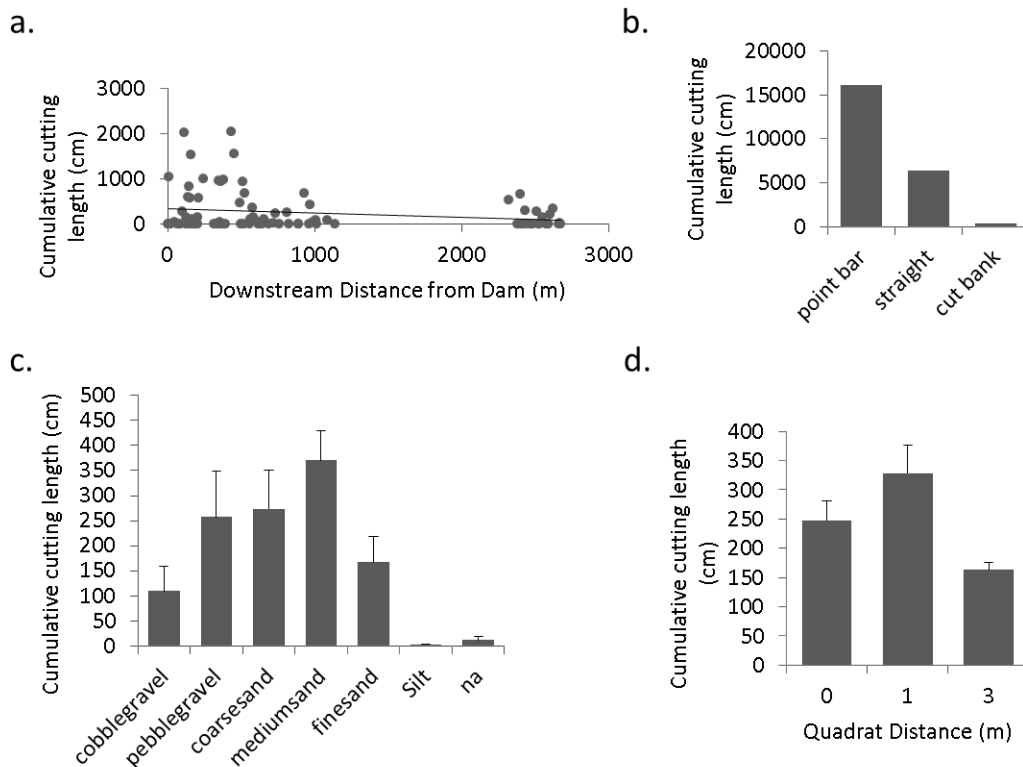 a.
Cumulative cutting
length (cm)
3000
2000
1000
0
0
1000
2000
3000
Downstream Distance from Dam (m)
b.
Cumulative cutting
length (cm)
20000
15000
10000
5000
0
point bar
straight
cut bank
c.
Cumulative cutting length (cm)
500
450
400
350
300
250
200
150
100
50
0
cobblegravel
pebblegravel
coarsesand
mediumsand
finesand
Silt
na
d.
Cumulative cutting length
(cm)
400
350
300
250
200
150
100
50
0
0
1
3
Quadrat Distance (m)